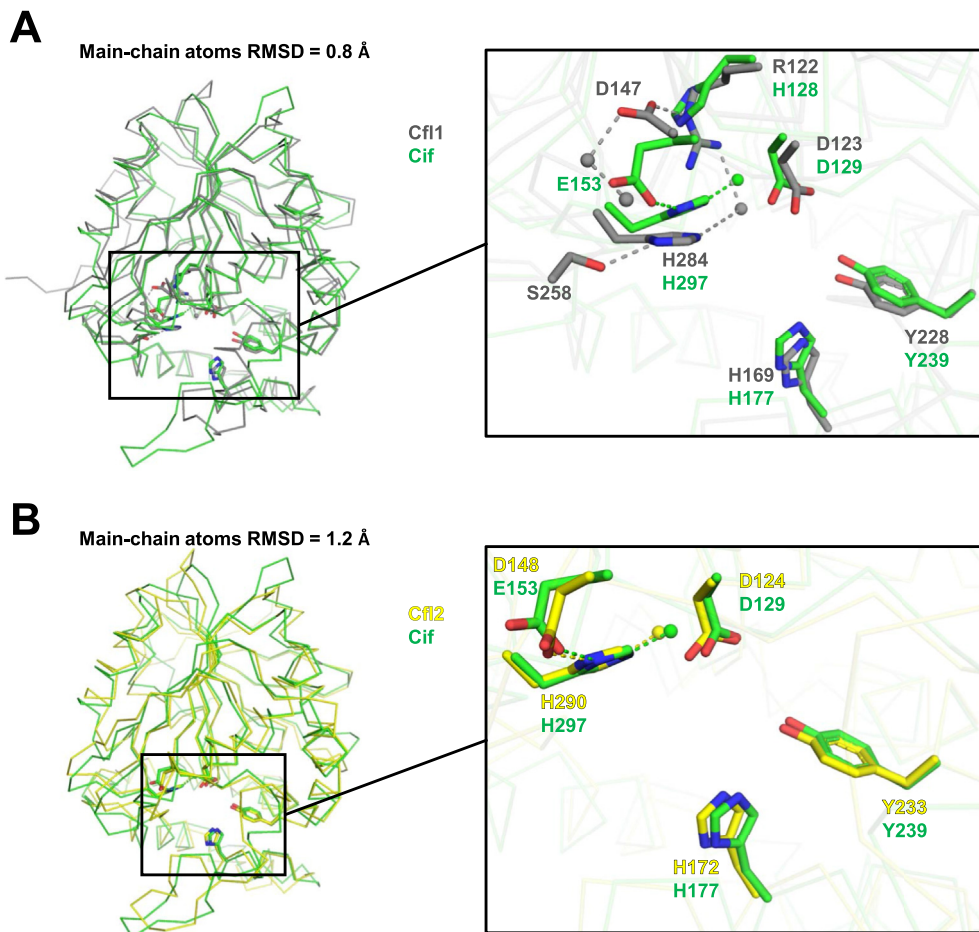 A
Main-chain atoms RMSD = 0.8 Å
Cfl1
Cif
R122
H128
D147
D123
D129
E153
H284
H297
S258
Y228
Y239
H169
H177
B
Main-chain atoms RMSD = 1.2 Å
Cfl2
Cif
D148
E153
D124
D129
H290
H297
Y233
Y239
H172
H177